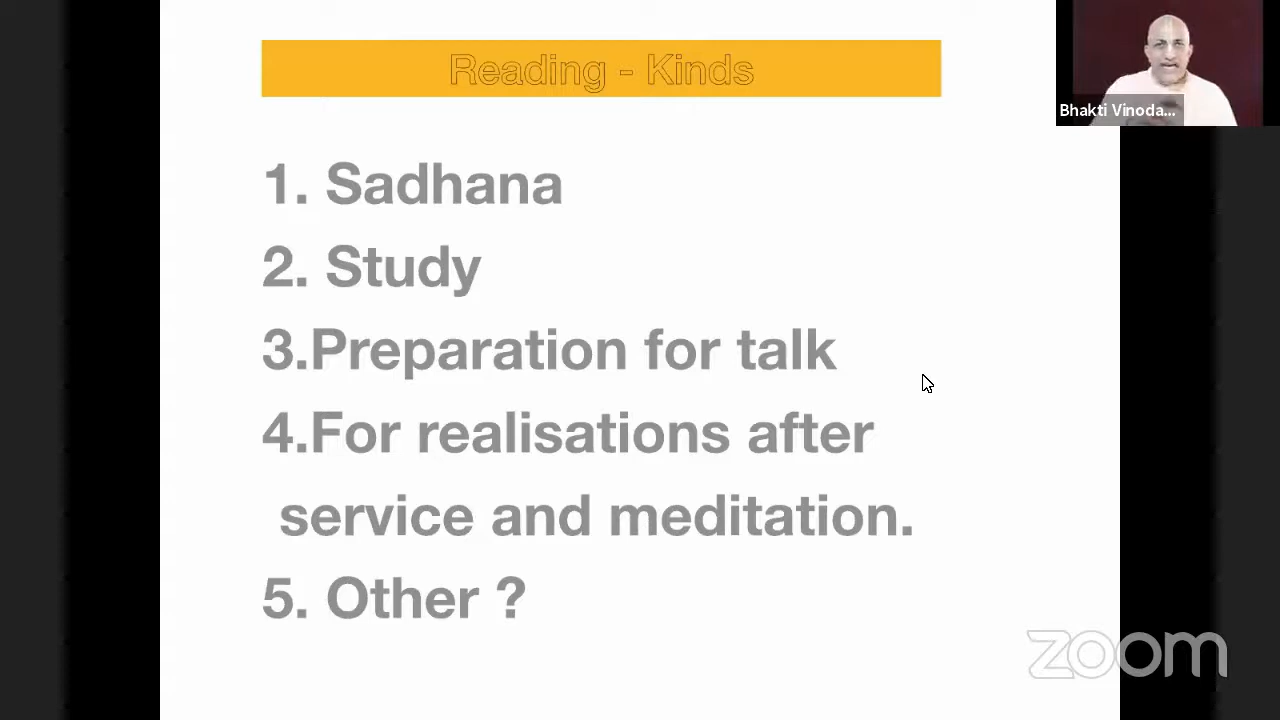 Reading - Kinds
Bhakti Vinoda...
1. Sadhana
2. Study
3.Preparation for talk
4.For realisations after
service and meditation.
5. Other ?
zoom